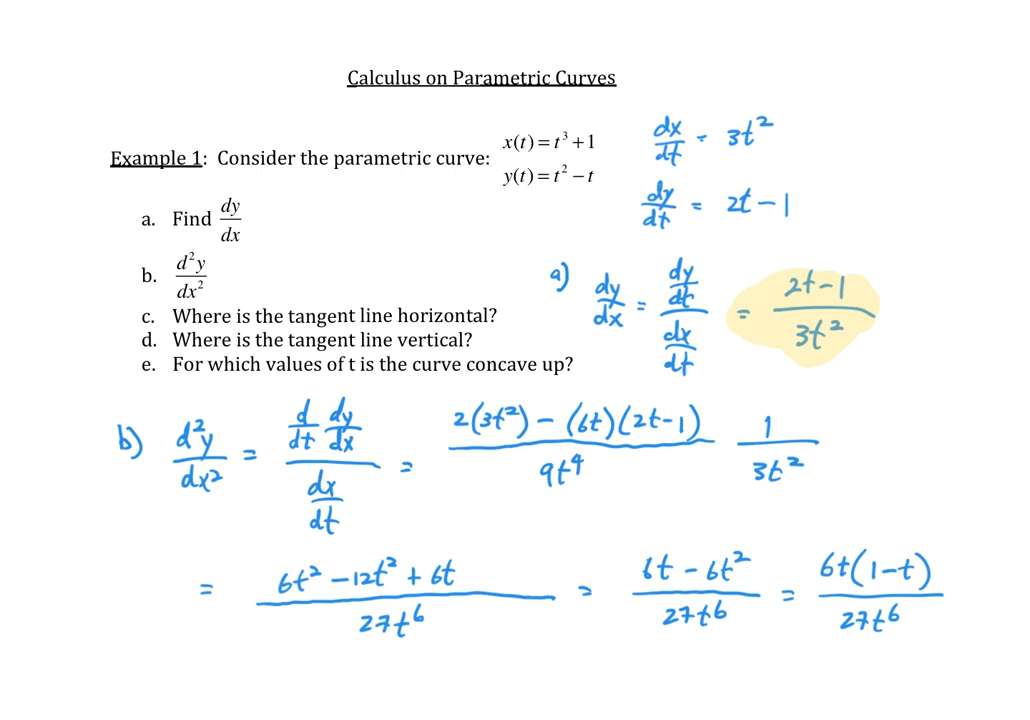 Calculus on Parametric Curves
Example 1: Consider the parametric curve: x(t) = t³ + 1
y(t) = t² − t
dx/dt = 3t²
dy/dt = 2t − 1
a. Find dy/dx
b. d²y/dx²
c. Where is the tangent line horizontal?
d. Where is the tangent line vertical?
e. For which values of t is the curve concave up?
a) dy/dx = (dy/dt)/(dx/dt) = (2t − 1)/(3t²)
b) d²y/dx² = (d/dt dy/dx)/(dx/dt) = (2(3t²) − (6t)(2t−1))/(9t⁴) 1/(3t²)
= (6t² − 12t² + 6t)/(27t⁶) = (6t − 6t²)/(27t⁶) = (6t(1−t))/(27t⁶)